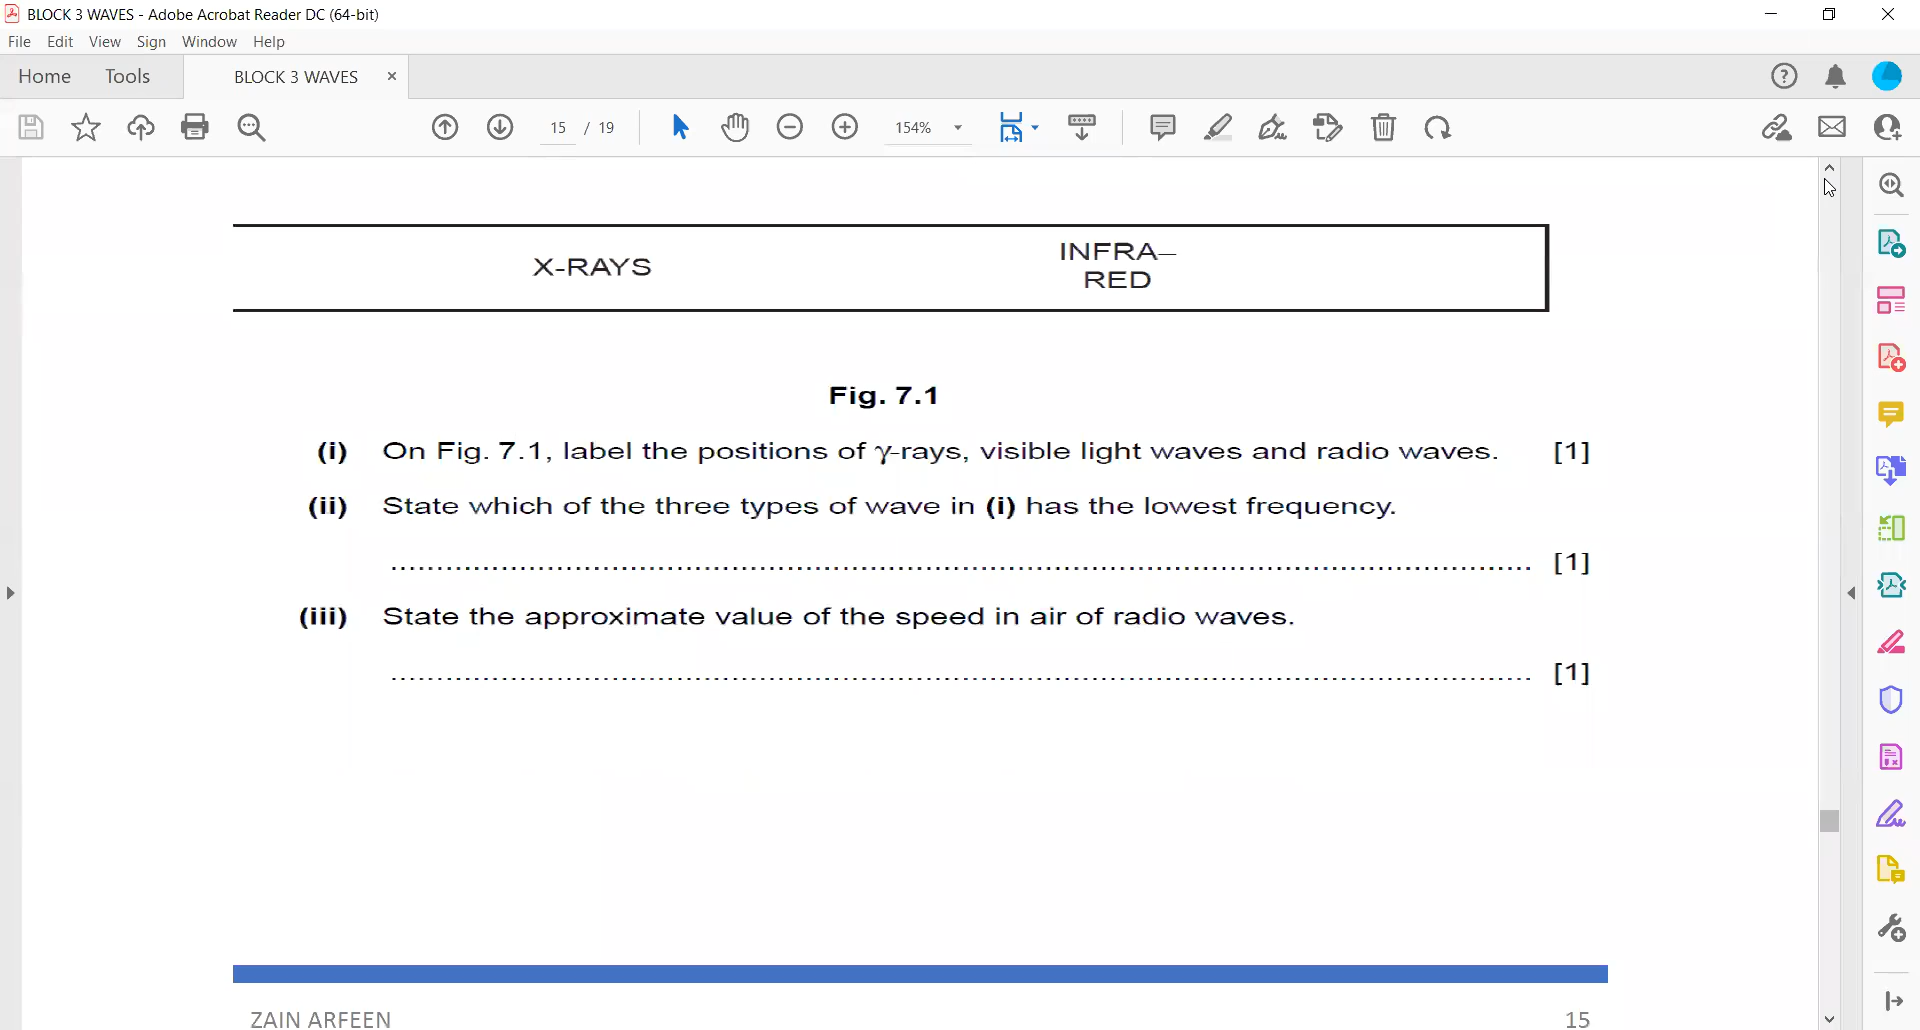 BLOCK 3 WAVES - Adobe Acrobat Reader DC (64-bit)
File Edit View Sign Window Help
Home Tools BLOCK 3 WAVES ×
15 / 19 154%
X-RAYS
INFRA–
RED
Fig. 7.1
(i) On Fig. 7.1, label the positions of γ-rays, visible light waves and radio waves. [1]
(ii) State which of the three types of wave in (i) has the lowest frequency.
.......................................................................................................................... [1]
(iii) State the approximate value of the speed in air of radio waves.
.......................................................................................................................... [1]
ZAIN ARFEEN 15